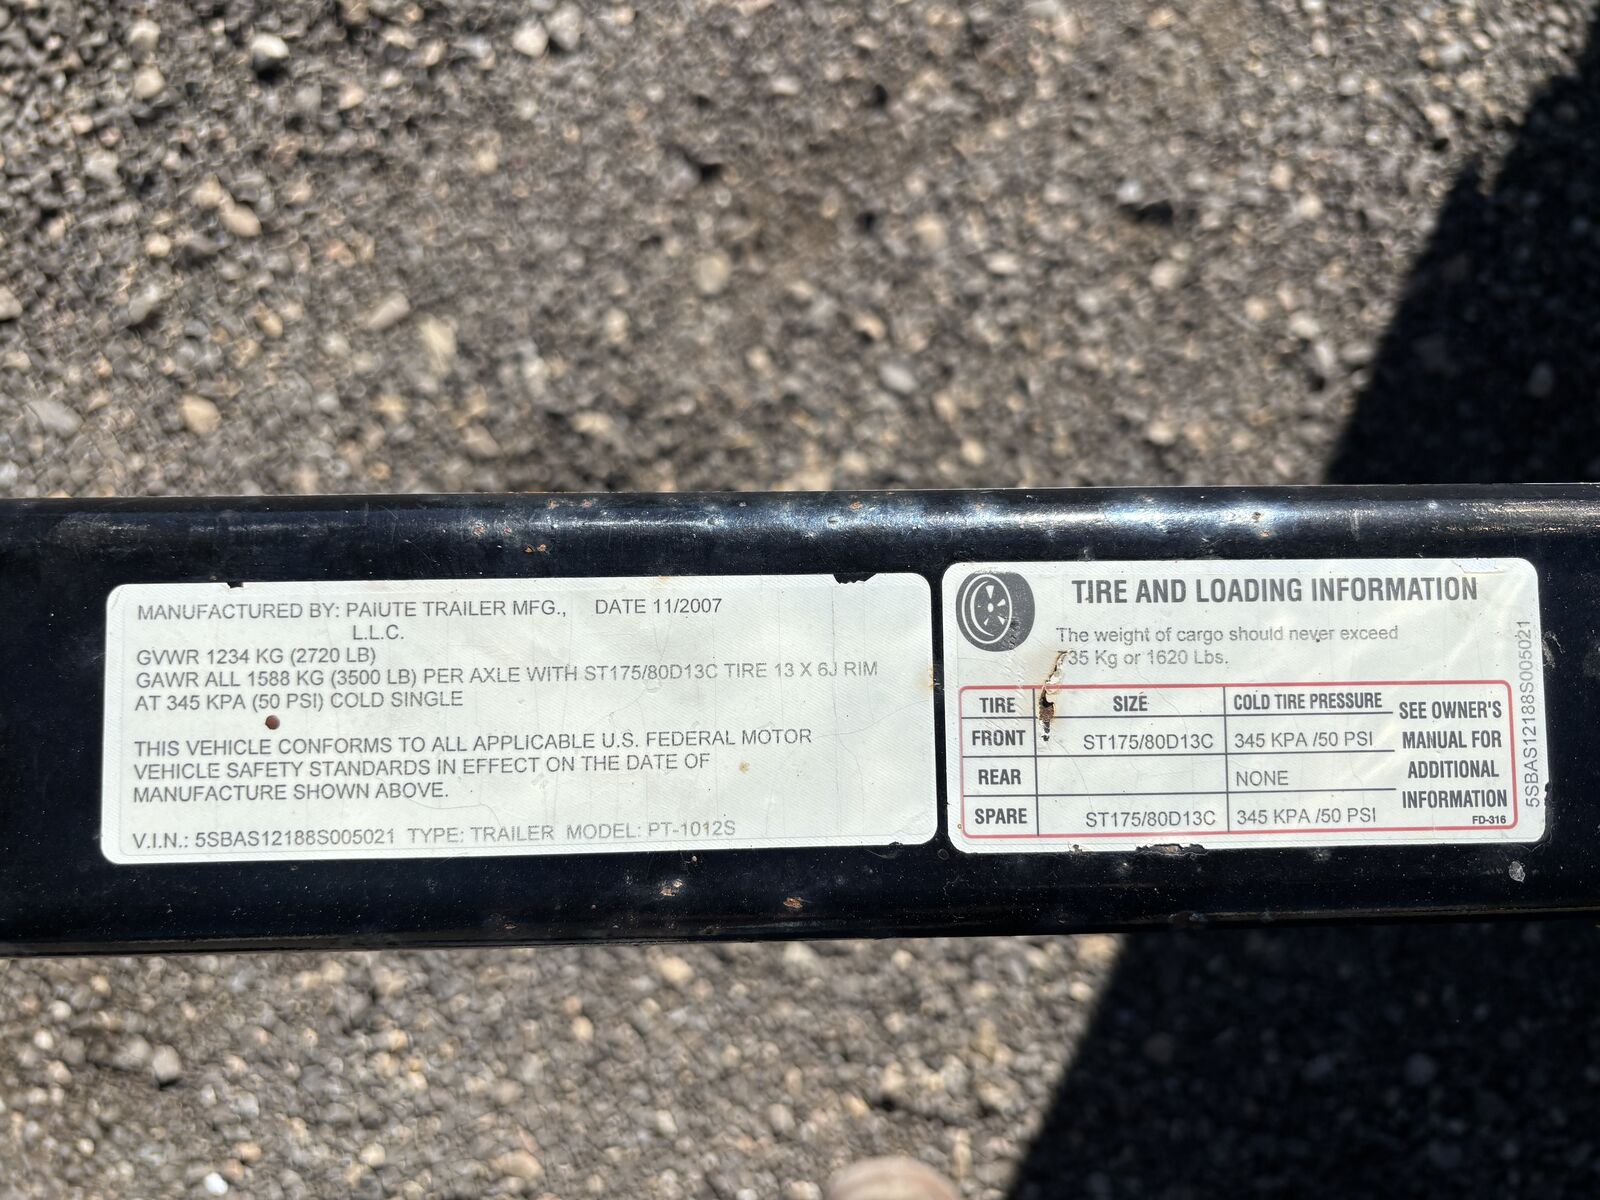 MANUFACTURED BY: PAIUTE TRAILER MFG., DATE 11/2007
L.L.C.
GVWR 1234 KG (2720 LB)
GAWR ALL 1588 KG (3500 LB) PER AXLE WITH ST175/80D13C TIRE 13 X 6J RIM
AT 345 KPA (50 PSI) COLD SINGLE
THIS VEHICLE CONFORMS TO ALL APPLICABLE U.S. FEDERAL MOTOR
VEHICLE SAFETY STANDARDS IN EFFECT ON THE DATE OF
MANUFACTURE SHOWN ABOVE.
V.I.N.: 5SBAS12188S005021 TYPE: TRAILER MODEL: PT-1012S
TIRE AND LOADING INFORMATION
The weight of cargo should never exceed
735 Kg or 1620 Lbs.
TIRE SIZE COLD TIRE PRESSURE
FRONT ST175/80D13C 345 KPA /50 PSI
REAR NONE
SPARE ST175/80D13C 345 KPA /50 PSI
SEE OWNER'S
MANUAL FOR
ADDITIONAL
INFORMATION
FD-316
5SBAS12188S005021